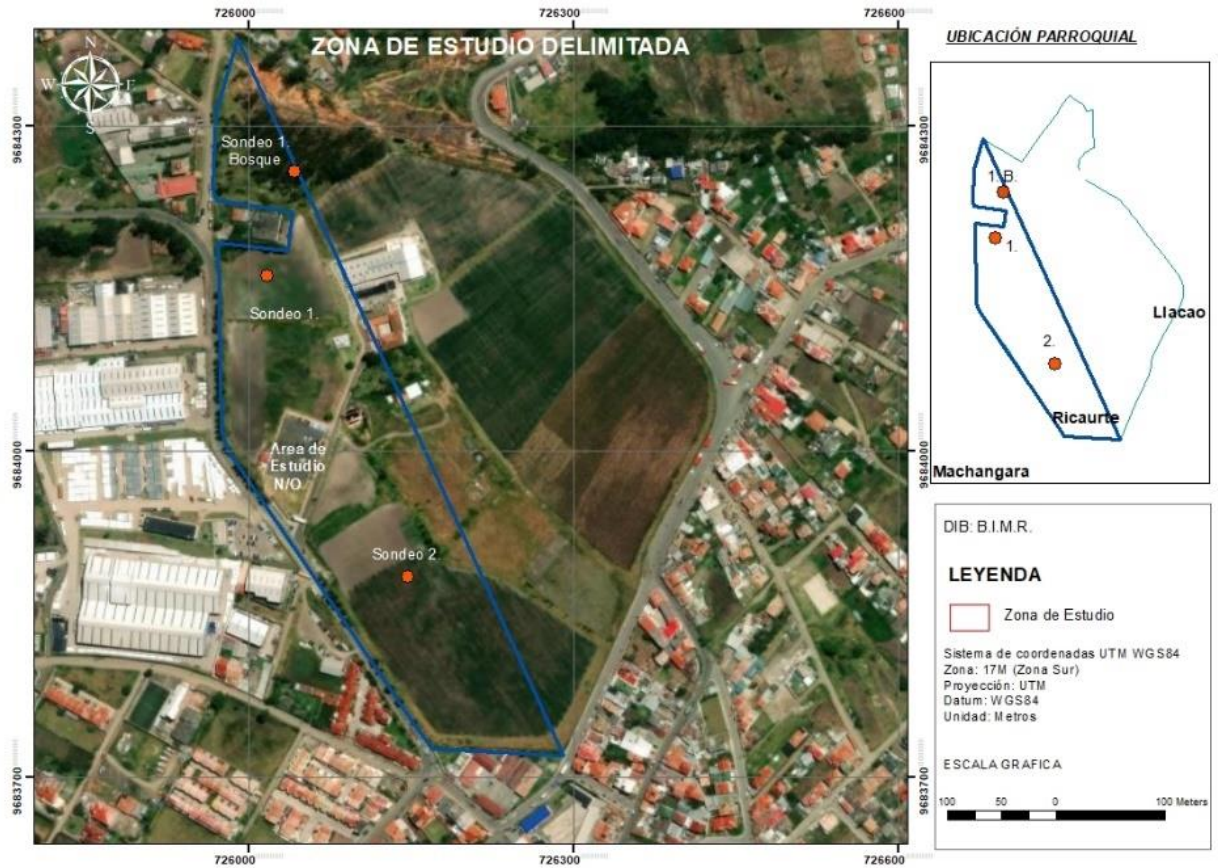 726000
726300
726600
ZONA DE ESTUDIO DELIMITADA
N
W
E
S
9684300
9684300
Sondeo 1.
Bosque
Sondeo 1.
Area de
Estudio
N/O
9684000
9684000
Sondeo 2.
9683700
9683700
726000
726300
726600
UBICACIÓN PARROQUIAL
1. B.
1.
Llacao
2.
Ricaurte
Machangara
DIB: B.I.M.R.
LEYENDA
Zona de Estudio
Sistema de coordenadas UTM WGS84
Zona: 17M (Zona Sur)
Proyección: UTM
Datum: WGS84
Unidad: Metros
ESCALA GRAFICA
100 50 0 100 Meters